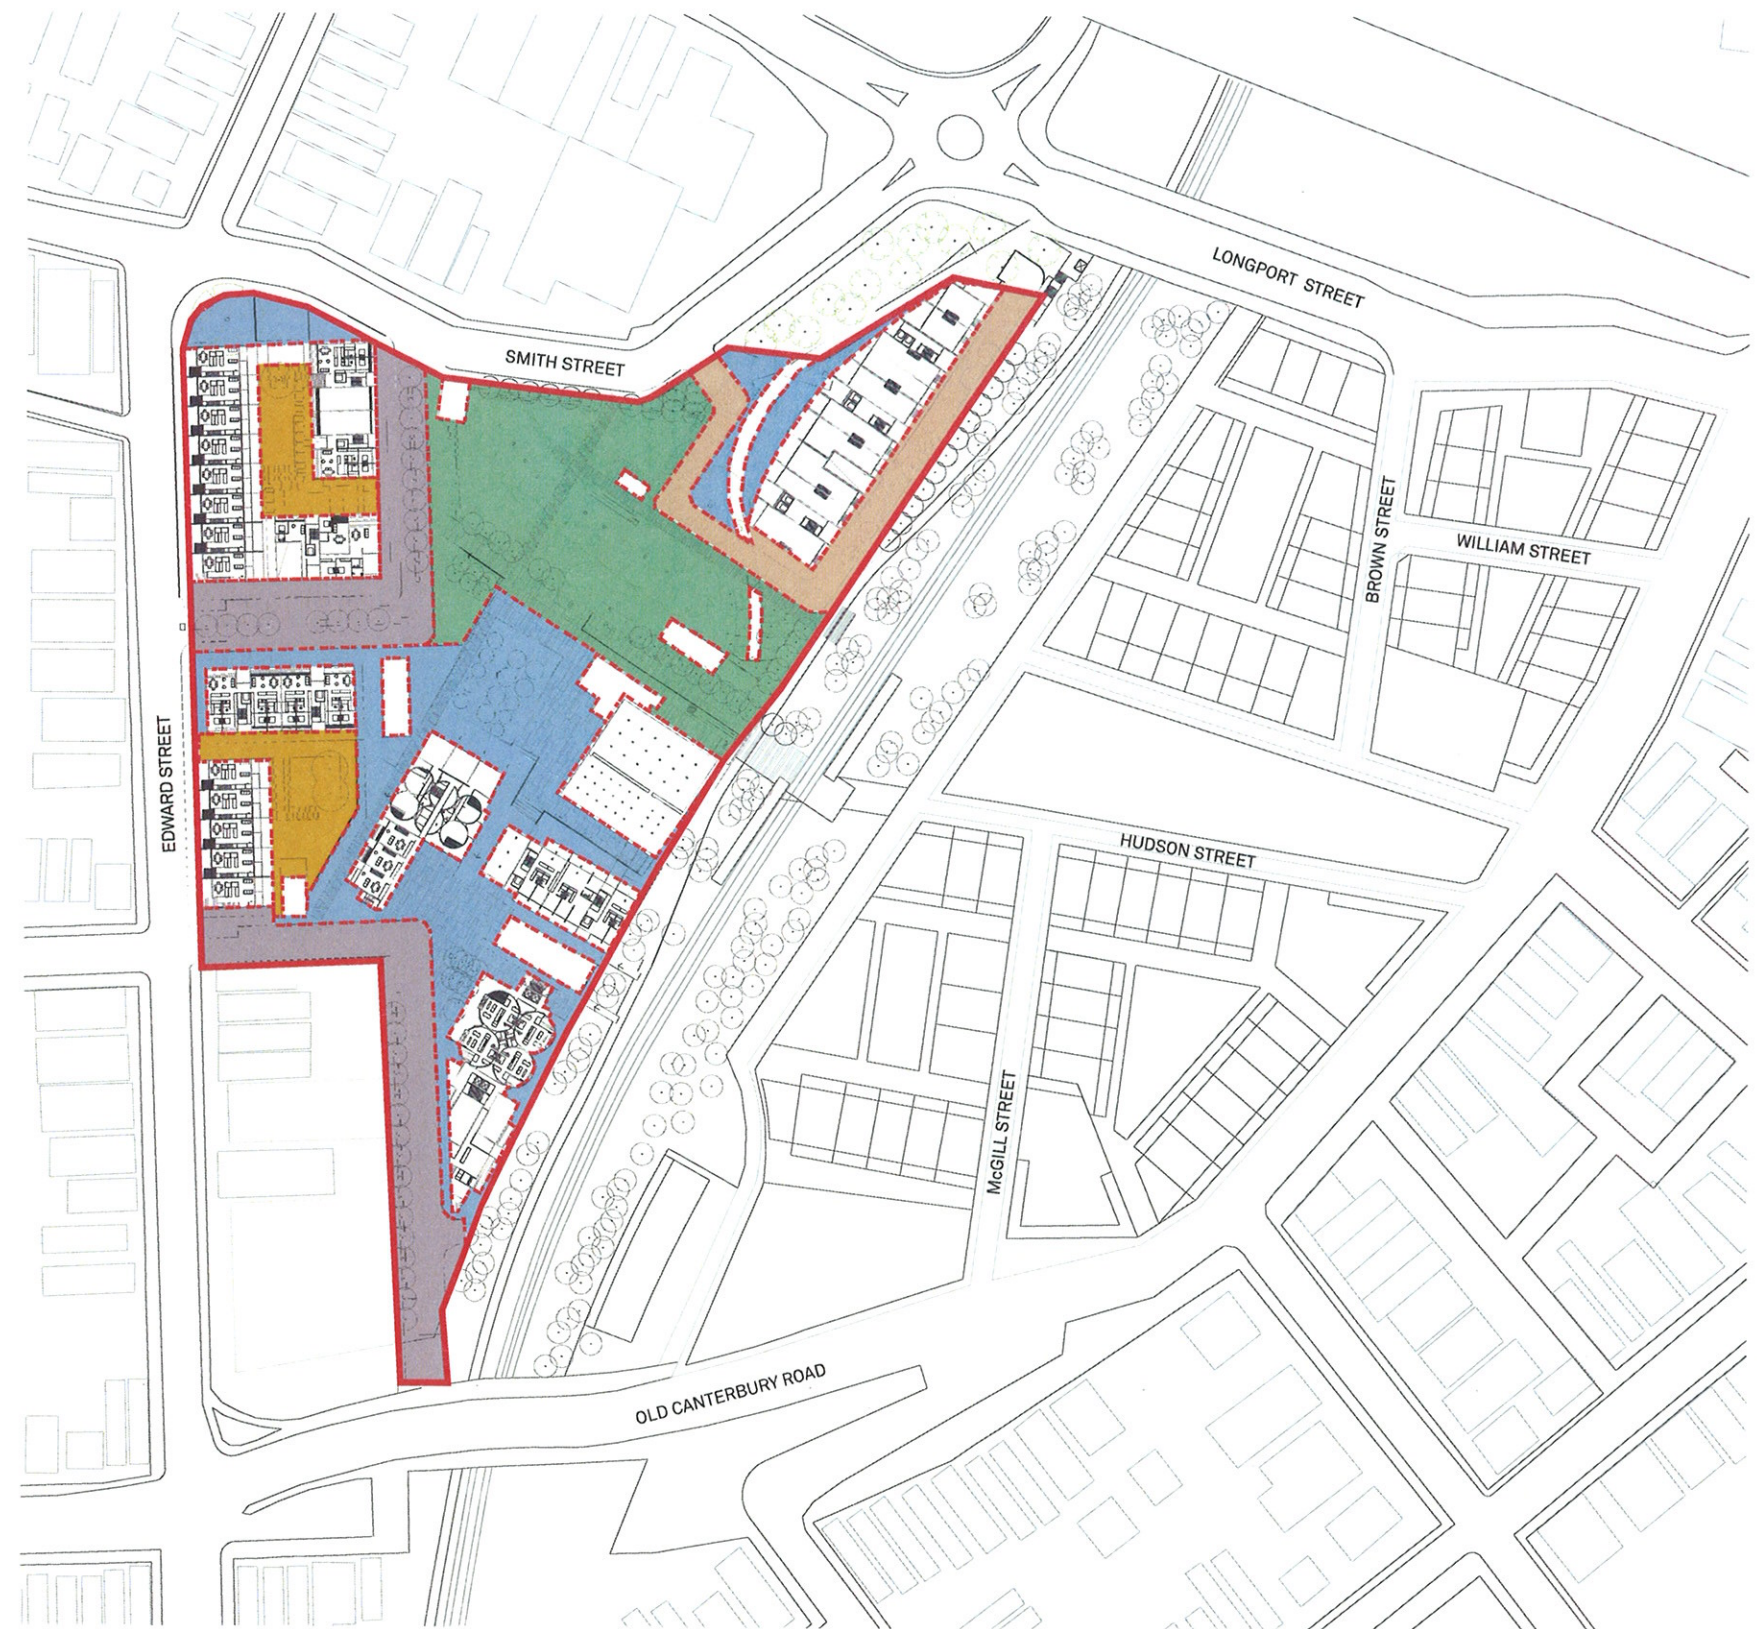 LONGPORT STREET
SMITH STREET
BROWN STREET
WILLIAM STREET
EDWARD STREET
HUDSON STREET
McGILL STREET
OLD CANTERBURY ROAD